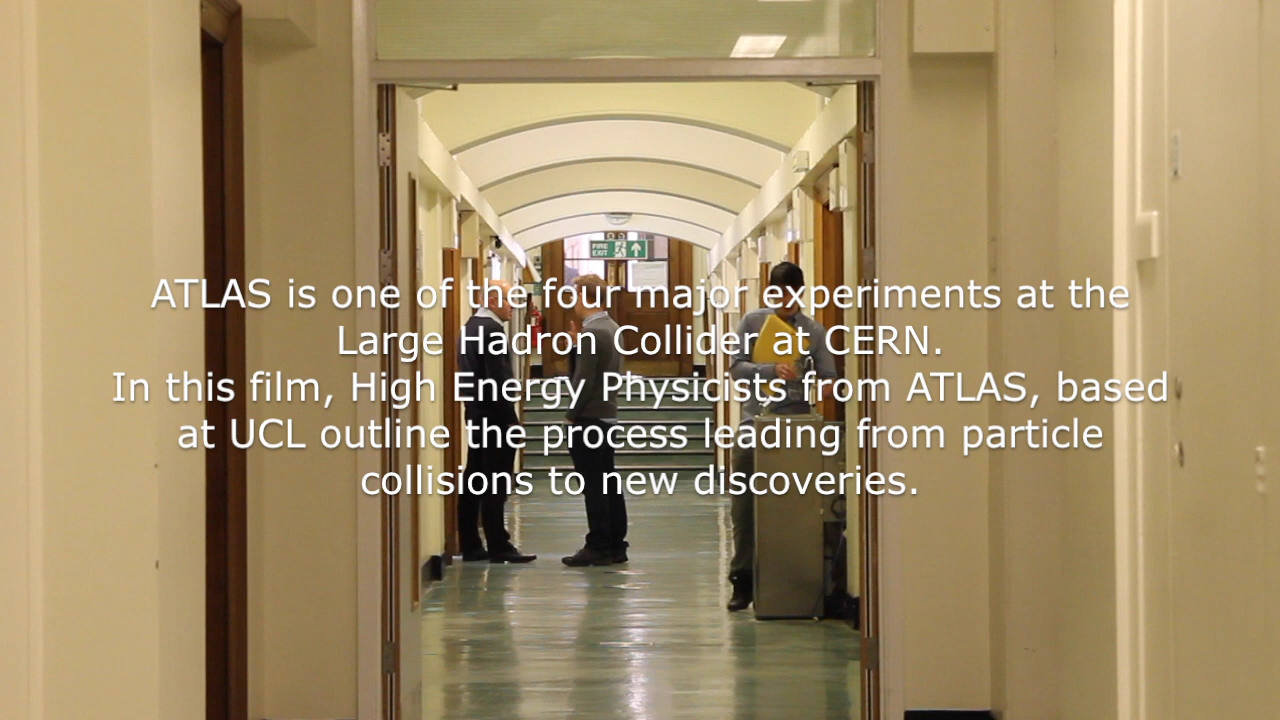 FIRE
EXIT
ATLAS is one of the four major experiments at the
Large Hadron Collider at CERN.
In this film, High Energy Physicists from ATLAS, based
at UCL outline the process leading from particle
collisions to new discoveries.